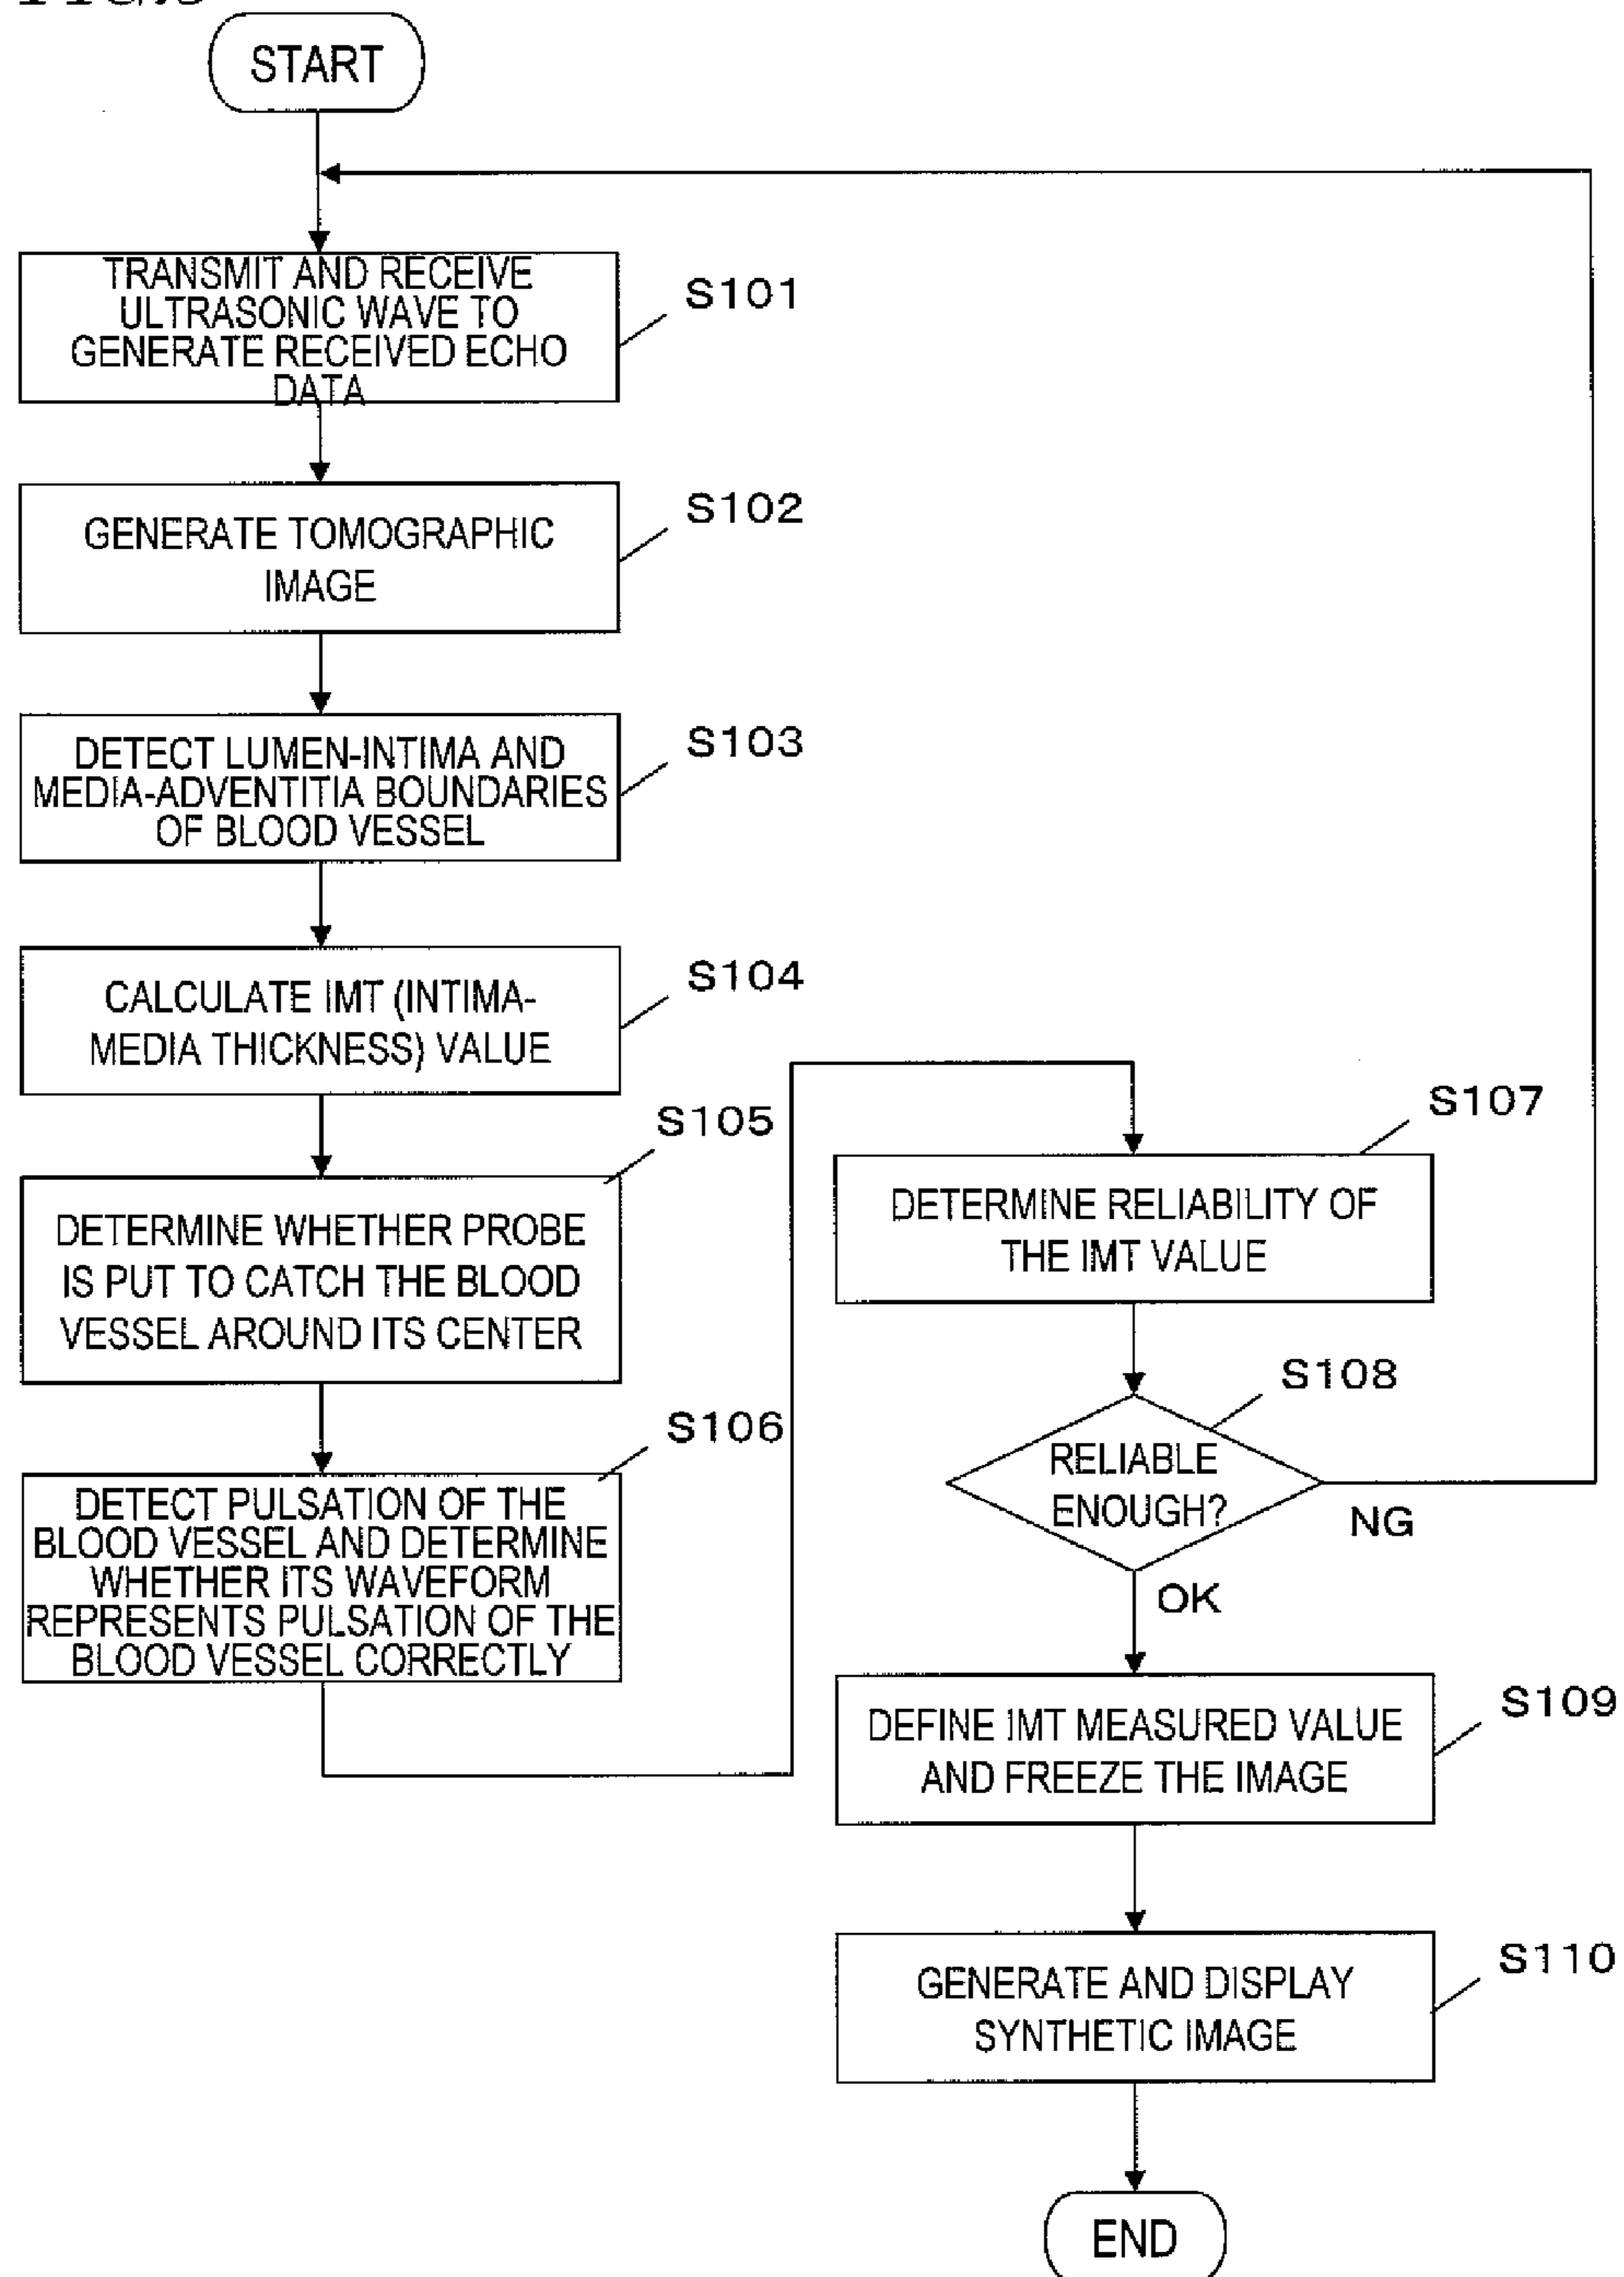 START
TRANSMIT AND RECEIVE
ULTRASONIC WAVE TO
GENERATE RECEIVED ECHO
DATA
S101
GENERATE TOMOGRAPHIC
IMAGE
S102
DETECT LUMEN-INTIMA AND
MEDIA-ADVENTITIA BOUNDARIES
OF BLOOD VESSEL
S103
CALCULATE IMT (INTIMA-
MEDIA THICKNESS) VALUE
S104
DETERMINE WHETHER PROBE
IS PUT TO CATCH THE BLOOD
VESSEL AROUND ITS CENTER
S105
DETECT PULSATION OF THE
BLOOD VESSEL AND DETERMINE
WHETHER ITS WAVEFORM
REPRESENTS PULSATION OF THE
BLOOD VESSEL CORRECTLY
S106
DETERMINE RELIABILITY OF
THE IMT VALUE
S107
RELIABLE
ENOUGH?
S108
NG
OK
DEFINE IMT MEASURED VALUE
AND FREEZE THE IMAGE
S109
GENERATE AND DISPLAY
SYNTHETIC IMAGE
S110
END